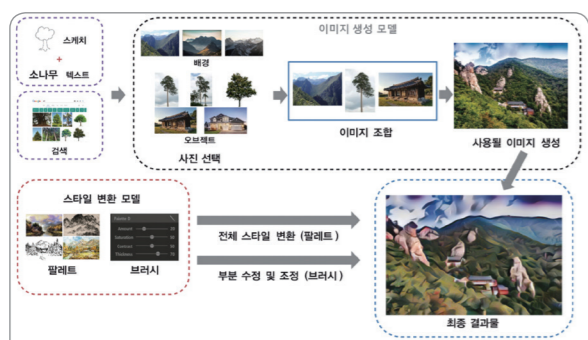 이미지 생성 모델
스케치
+
소나무 텍스트
검색
배경
오브젝트
사진 선택
이미지 조합
사용될 이미지 생성
스타일 변환 모델
팔레트
브러시
전체 스타일 변환 (팔레트)
부분 수정 및 조정 (브러시)
최종 결과물